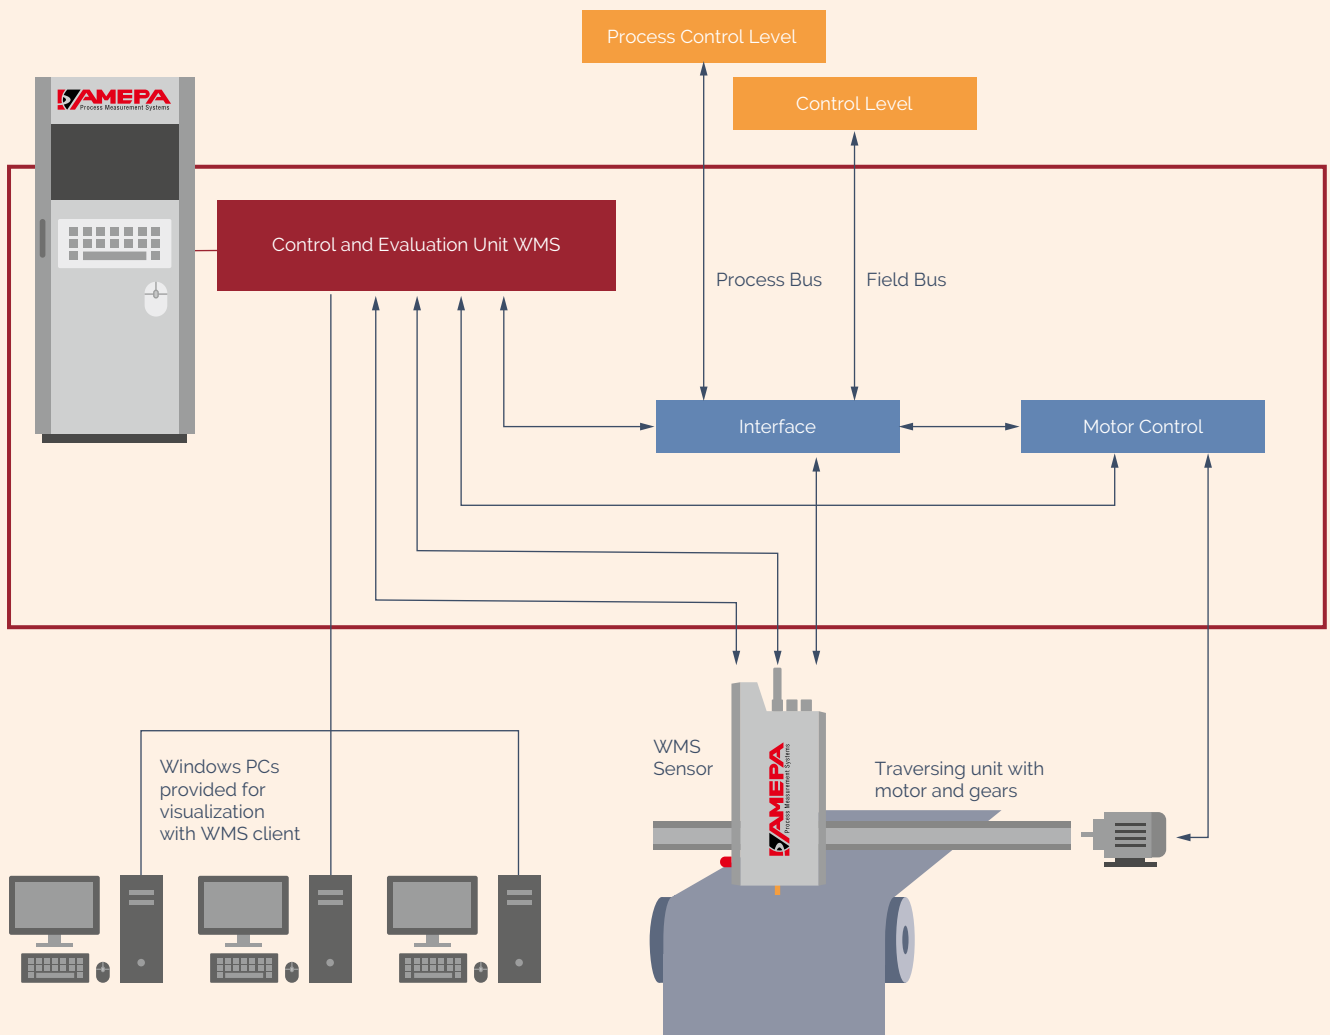 Process Control Level
Control Level
AMEPA
Process Measurement Systems
Control and Evaluation Unit WMS
Process Bus
Field Bus
Interface
Motor Control
WMS
Sensor
AMEPA
Process Measurement Systems
Traversing unit with
motor and gears
Windows PCs
provided for
visualization
with WMS client